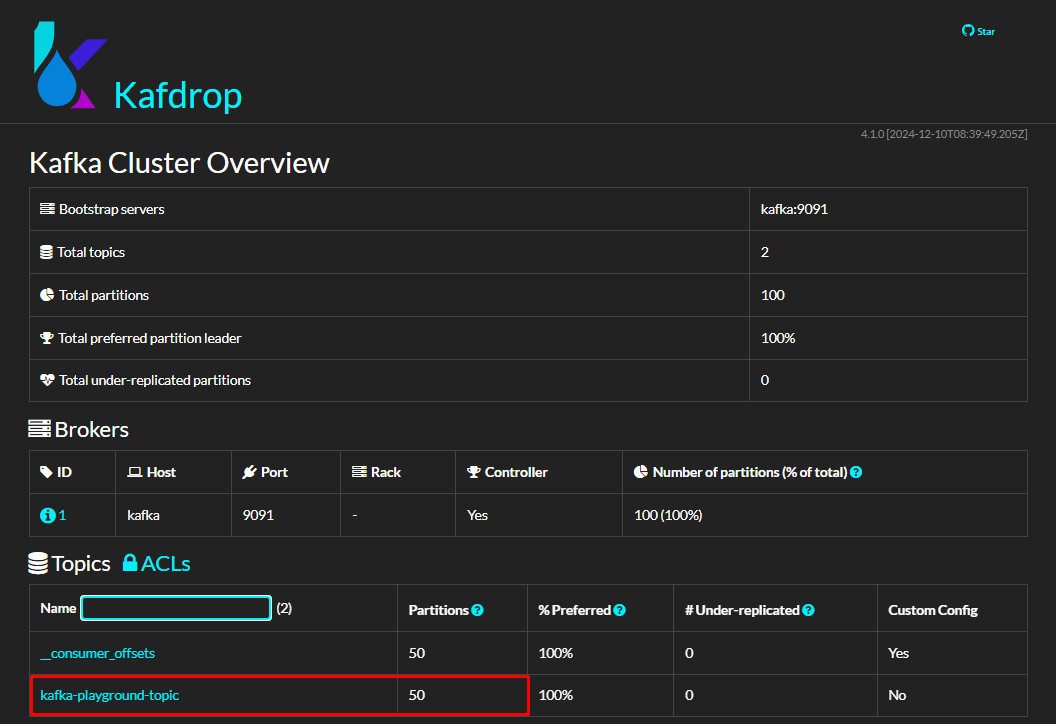 Star
Kafdrop
4.1.0 [2024-12-10T08:39:49.205Z]
Kafka Cluster Overview
Bootstrap servers kafka:9091
Total topics 2
Total partitions 100
Total preferred partition leader 100%
Total under-replicated partitions 0
Brokers
ID Host Port Rack Controller Number of partitions (% of total)
1 kafka 9091 - Yes 100 (100%)
Topics ACLs
Name (2) Partitions % Preferred # Under-replicated Custom Config
__consumer_offsets 50 100% 0 Yes
kafka-playground-topic 50 100% 0 No